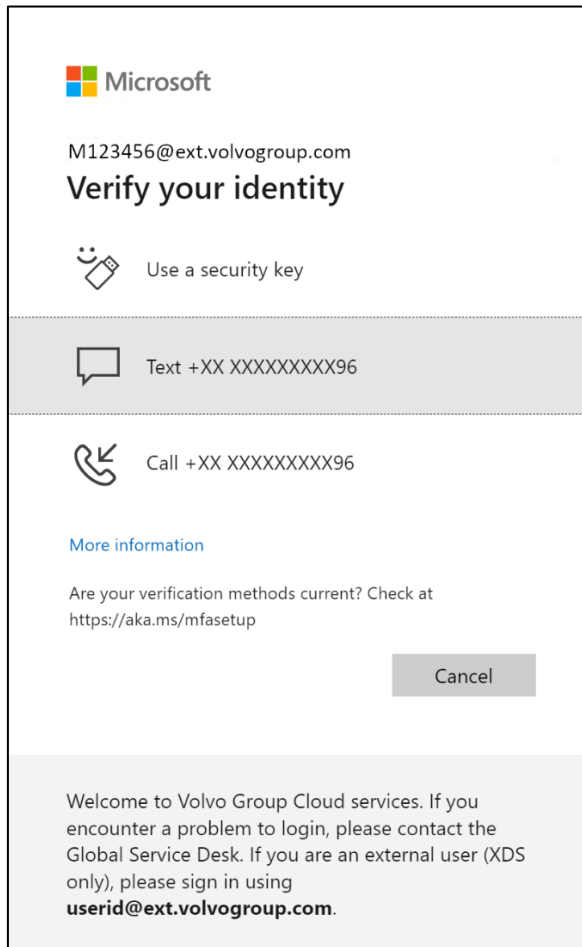 Microsoft
M123456@ext.volvogroup.com
Verify your identity
Use a security key
Text +XX XXXXXXXXX96
Call +XX XXXXXXXXX96
More information
Are your verification methods current? Check at
https://aka.ms/mfasetup
Cancel
Welcome to Volvo Group Cloud services. If you
encounter a problem to login, please contact the
Global Service Desk. If you are an external user (XDS
only), please sign in using
userid@ext.volvogroup.com.